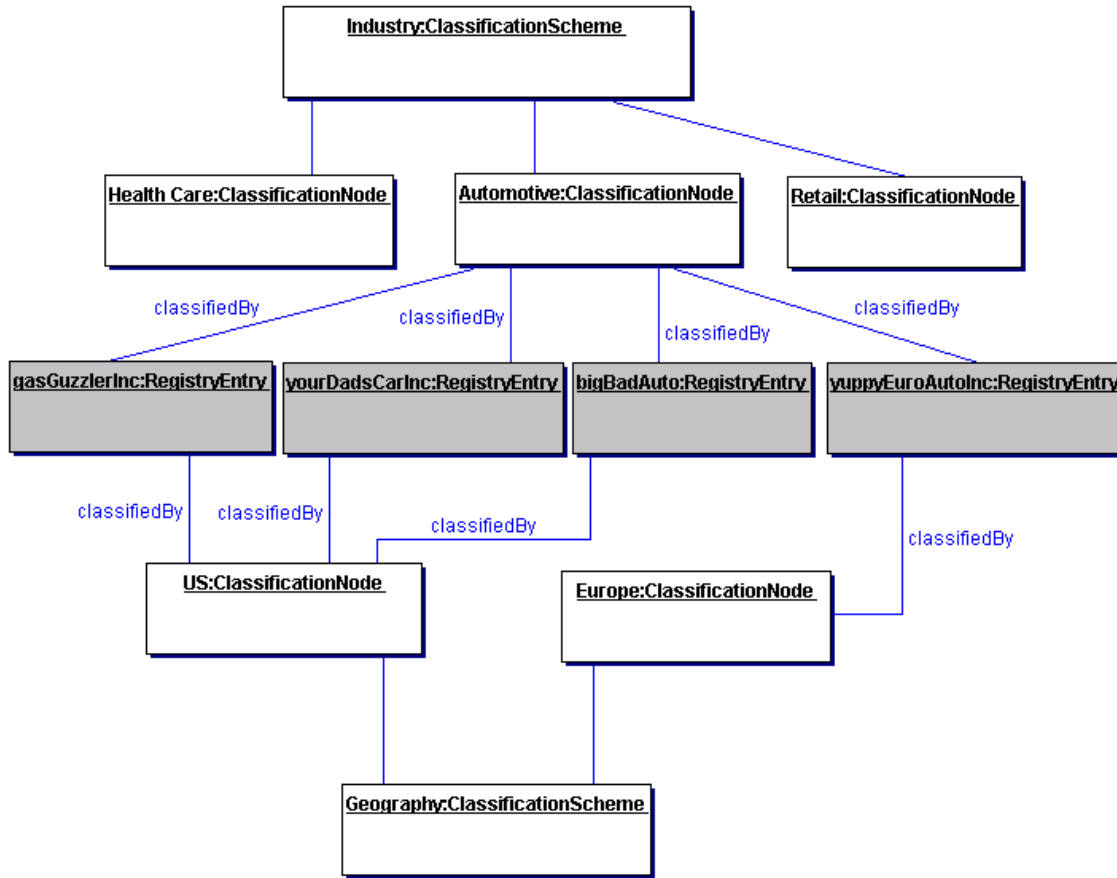 Industry:ClassificationScheme
Health Care:ClassificationNode
Automotive:ClassificationNode
Retail:ClassificationNode
classifiedBy
classifiedBy
classifiedBy
classifiedBy
gasGuzzlerInc:RegistryEntry
yourDadsCarInc:RegistryEntry
bigBadAuto:RegistryEntry
yuppyEuroAutoInc:RegistryEntry
classifiedBy
classifiedBy
classifiedBy
classifiedBy
US:ClassificationNode
Europe:ClassificationNode
Geography:ClassificationScheme